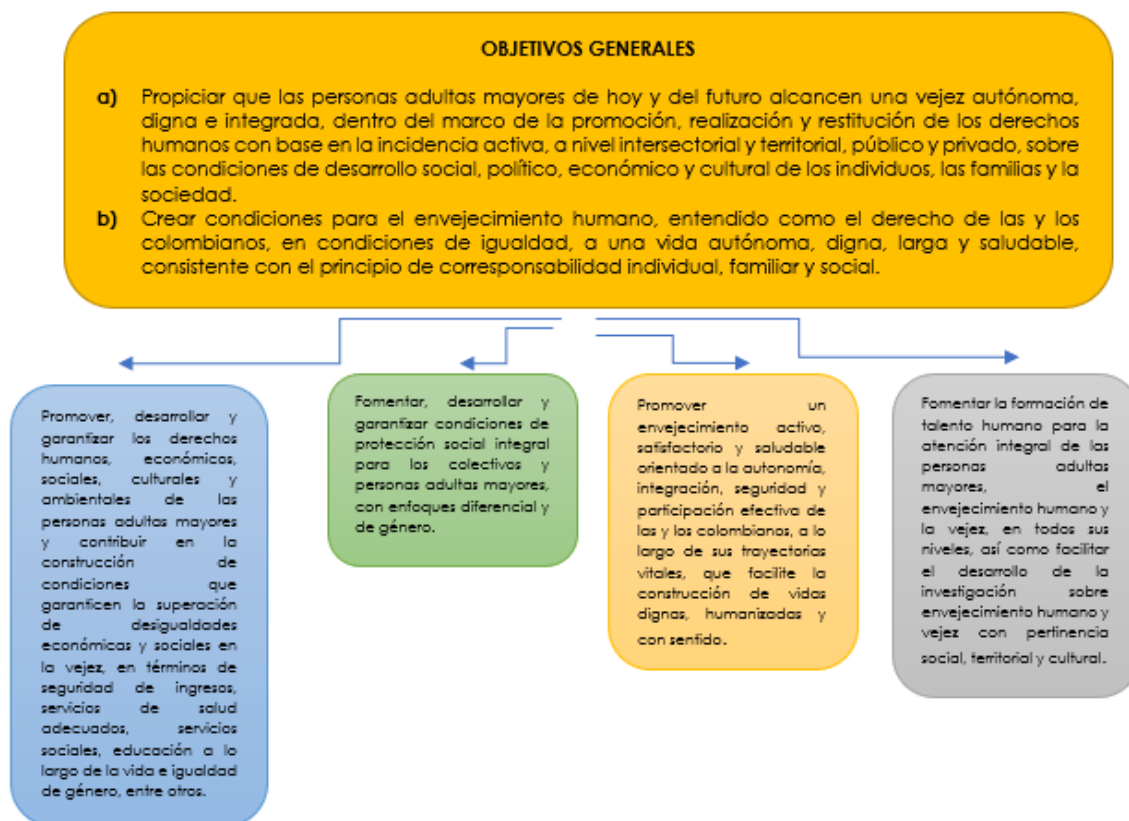 OBJETIVOS GENERALES
a) Propiciar que las personas adultas mayores de hoy y del futuro alcancen una vejez autónoma,
digna e integrada, dentro del marco de la promoción, realización y restitución de los derechos
humanos con base en la incidencia activa, a nivel intersectorial y territorial, público y privado, sobre
las condiciones de desarrollo social, político, económico y cultural de los individuos, las familias y la
sociedad.
b) Crear condiciones para el envejecimiento humano, entendido como el derecho de las y los
colombianos, en condiciones de igualdad, a una vida autónoma, digna, larga y saludable,
consistente con el principio de corresponsabilidad individual, familiar y social.
Promover, desarrollar y
garantizar los derechos
humanos, económicos,
sociales, culturales y
ambientales de las
personas adultas mayores
y contribuir en la
construcción de
condiciones que
garanticen la superación
de desigualdades
económicas y sociales en
la vejez, en términos de
seguridad de ingresos,
servicios de salud
adecuados, servicios
sociales, educación a lo
largo de la vida e igualdad
de género, entre otros.
Fomentar, desarrollar y
garantizar condiciones de
protección social integral
para los colectivos y
personas adultas mayores,
con enfoques diferencial y
de género.
Promover un
envejecimiento activo,
satisfactorio y saludable
orientado a la autonomía,
integración, seguridad y
participación efectiva de
las y los colombianos, a lo
largo de sus trayectorias
vitales, que facilite la
construcción de vidas
dignas, humanizadas y
con sentido.
Fomentar la formación de
talento humano para la
atención integral de las
personas adultas
mayores, el
envejecimiento humano y
la vejez, en todos sus
niveles, así como facilitar
el desarrollo de la
investigación sobre
envejecimiento humano y
vejez con pertinencia
social, territorial y cultural.